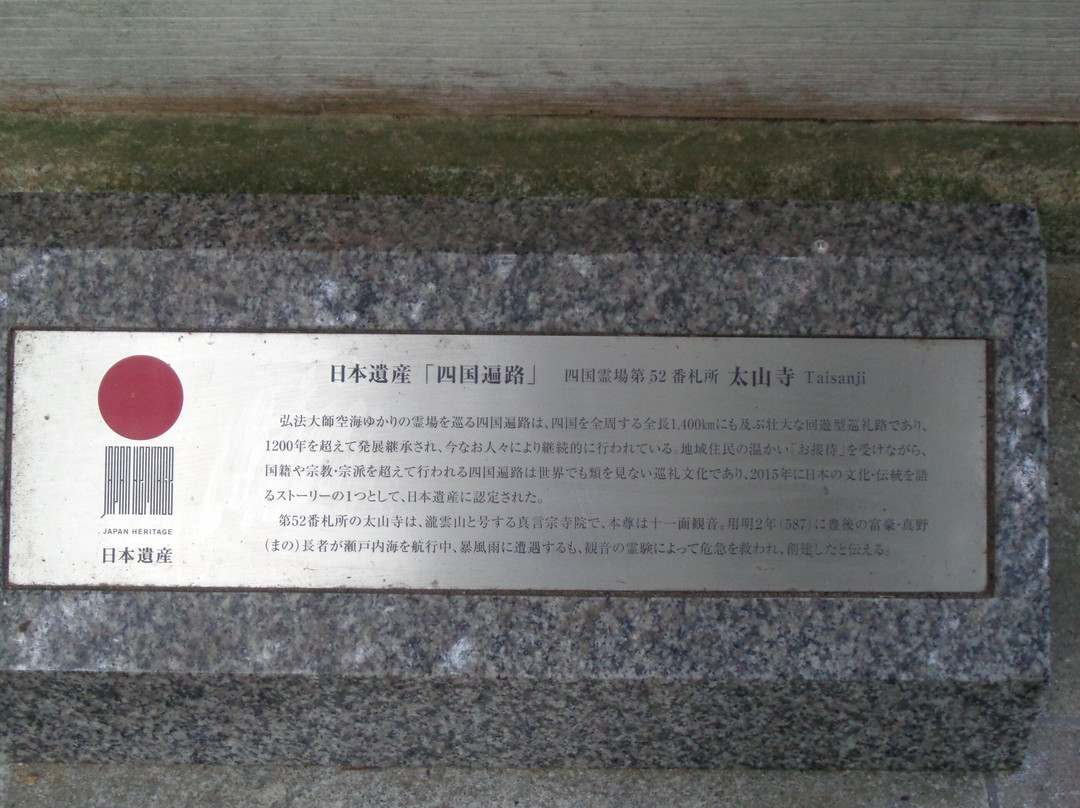 日本遺産「四国遍路」 四国霊場第52番札所 太山寺 Taisanji
弘法大師空海ゆかりの霊場を巡る四国遍路は、四国を全周する全長1,400㎞にも及ぶ壮大な回遊型巡礼路であり、
1200年を超えて発展継承され、今なお人々により継続的に行われている。地域住民の温かい「お接待」を受けながら、
国籍や宗教・宗派を超えて行われる四国遍路は世界でも類を見ない巡礼文化であり、2015年に日本の文化・伝統を語
るストーリーの1つとして、日本遺産に認定された。
第52番札所の太山寺は、瀧雲山と号する真言宗寺院で、本尊は十一面観音。用明2年(587)に豊後の富豪・真野
(まの)長者が瀬戸内海を航行中、暴風雨に遭遇するも、観音の霊験によって危急を救われ、創建したと伝える。
JAPAN HERITAGE
JAPAN HERITAGE
日本遺産